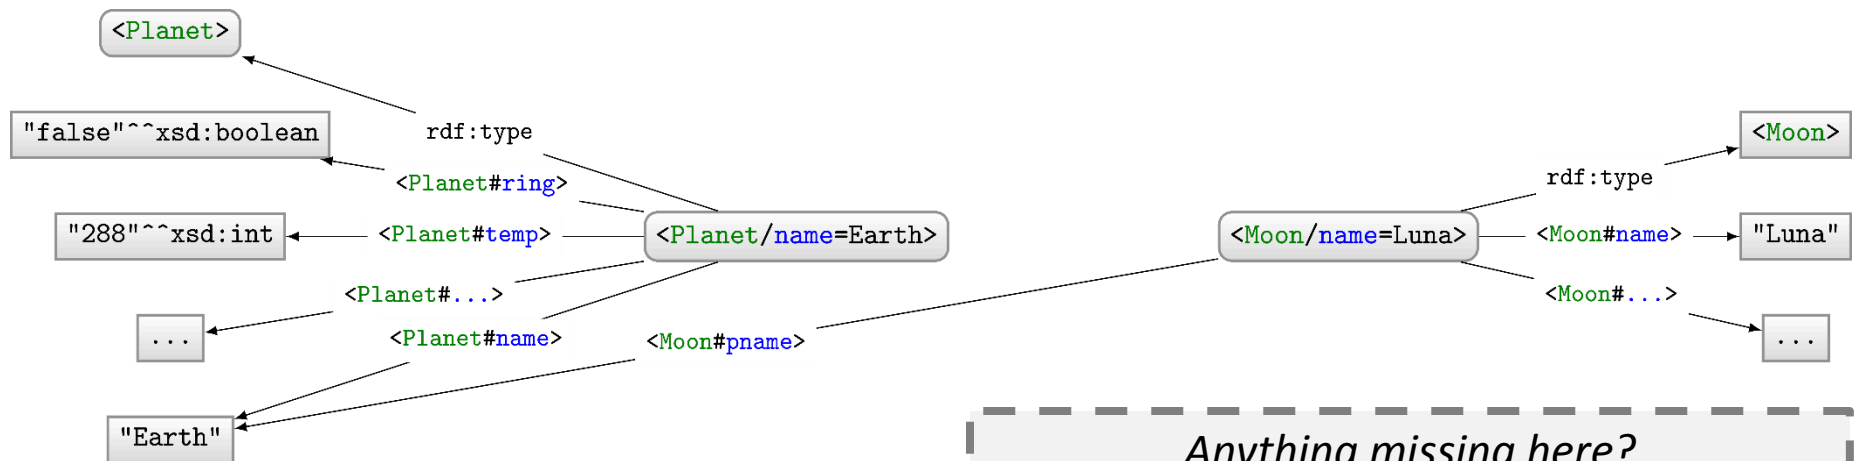 <Planet>
"false"^^xsd:boolean
rdf:type
<Moon>
<Planet#ring>
rdf:type
"288"^^xsd:int
<Planet#temp>
<Planet/name=Earth>
<Moon/name=Luna>
<Moon#name>
"Luna"
<Planet#...>
<Moon#...>
...
<Planet#name>
<Moon#pname>
...
"Earth"
Anything missing here?